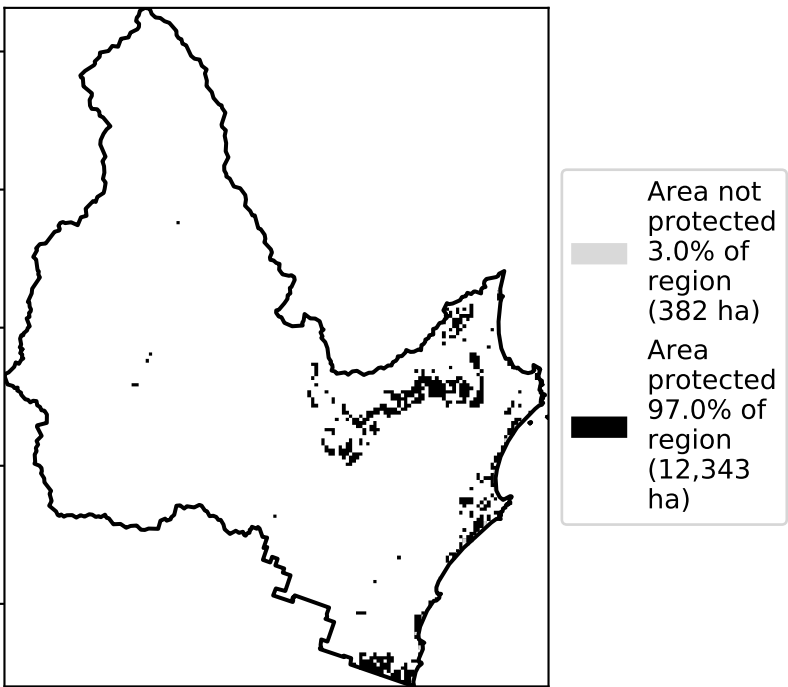 Area not
protected
3.0% of
region
(382 ha)
Area
protected
97.0% of
region
(12,343
ha)